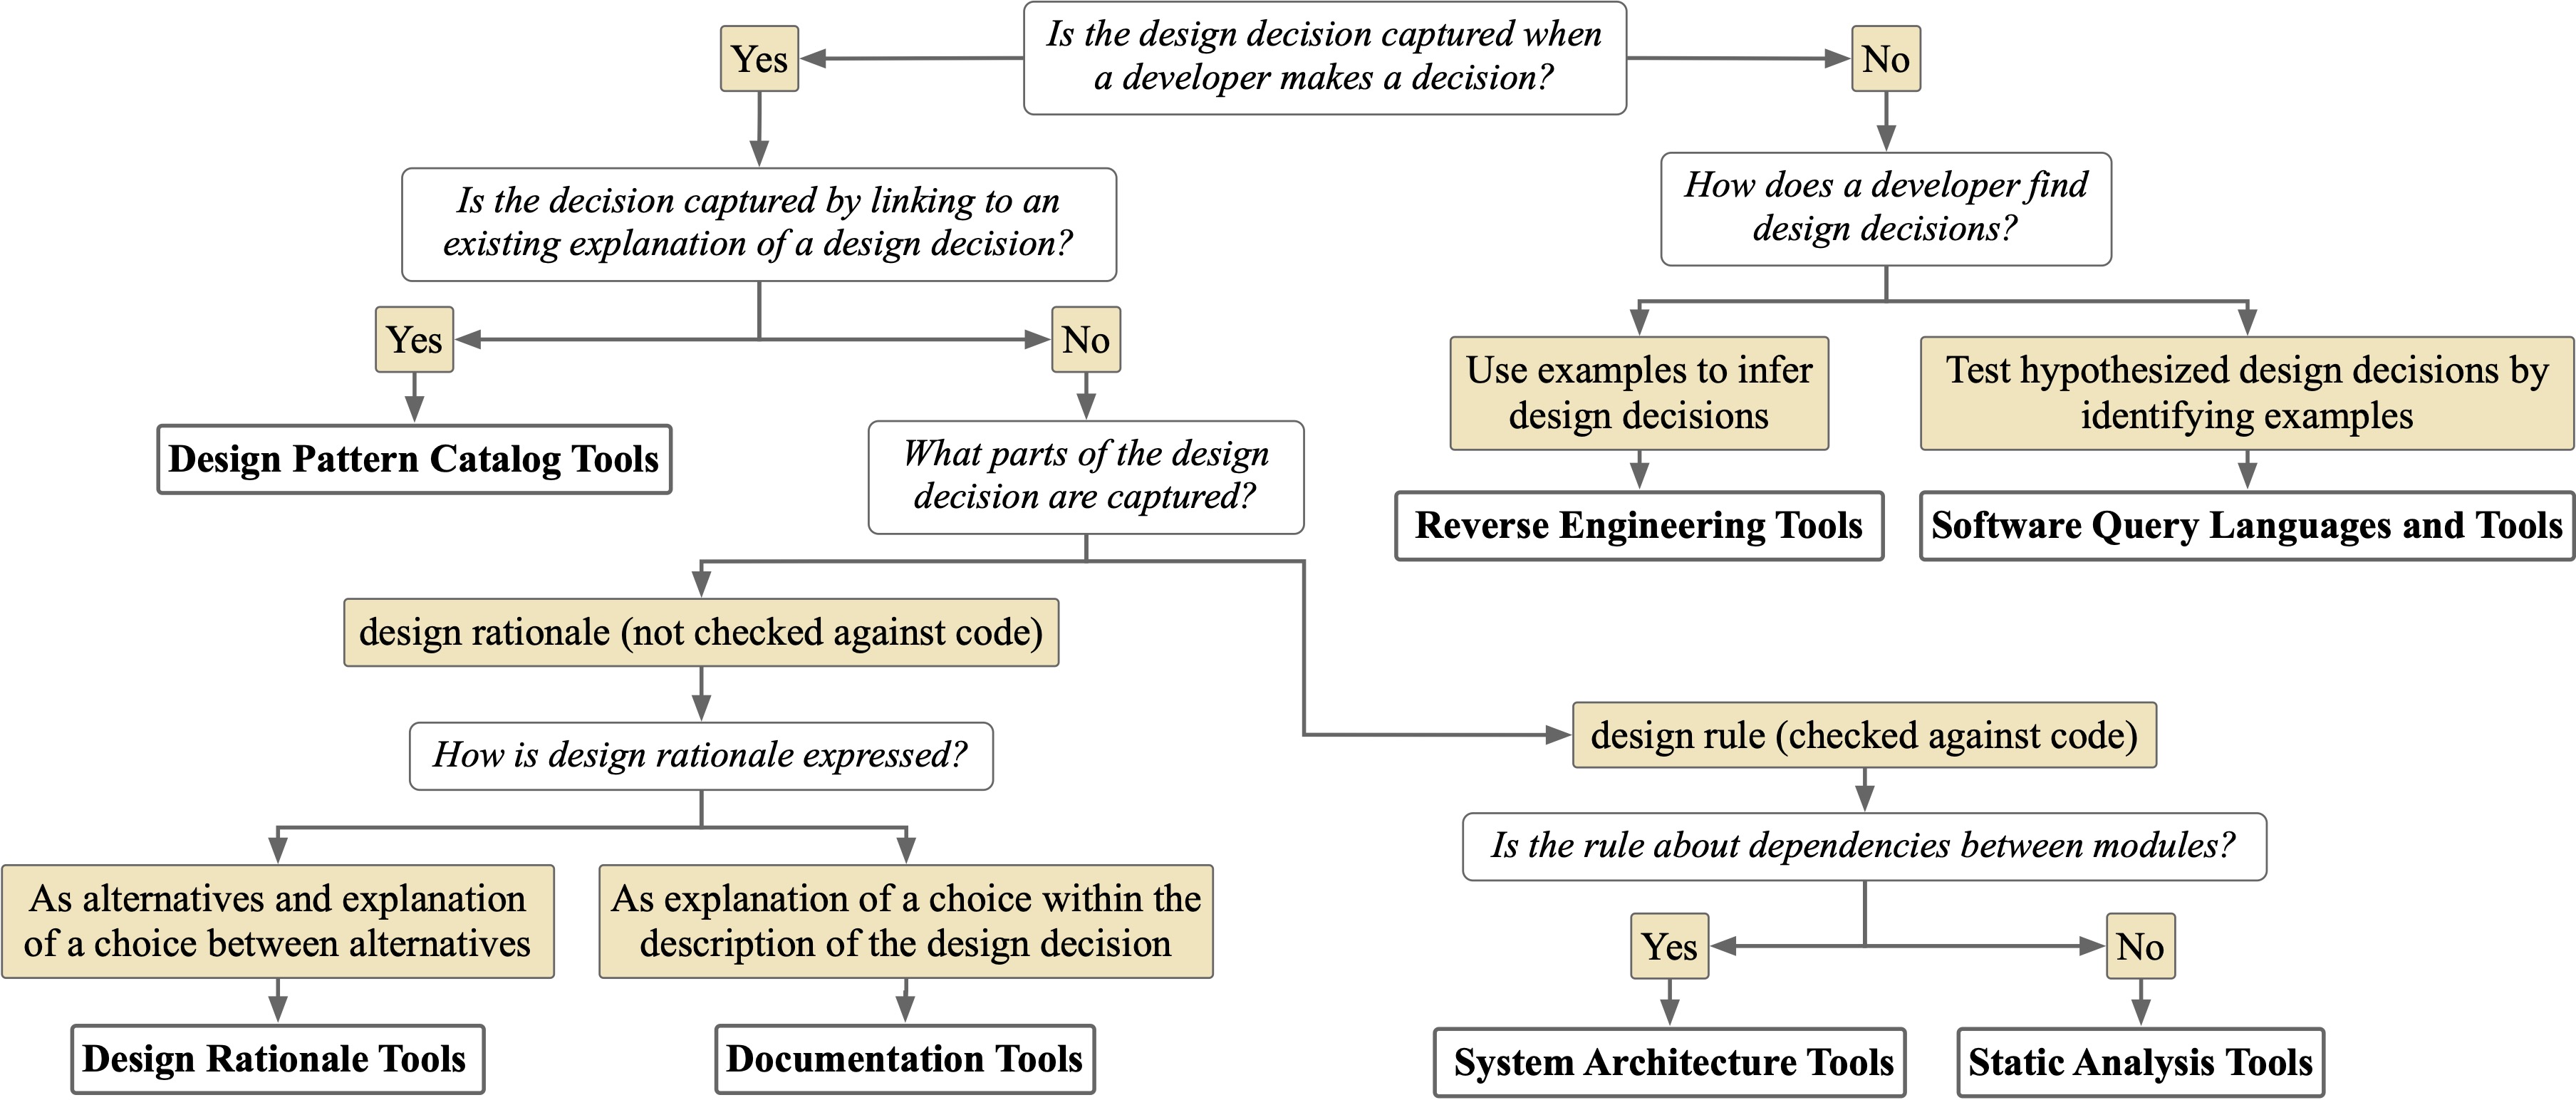 Is the design decision captured when
a developer makes a decision?
Yes
No
Is the decision captured by linking to an
existing explanation of a design decision?
How does a developer find
design decisions?
Yes
No
Use examples to infer
design decisions
Test hypothesized design decisions by
identifying examples
Design Pattern Catalog Tools
What parts of the design
decision are captured?
Reverse Engineering Tools
Software Query Languages and Tools
design rationale (not checked against code)
design rule (checked against code)
How is design rationale expressed?
Is the rule about dependencies between modules?
As alternatives and explanation
of a choice between alternatives
As explanation of a choice within the
description of the design decision
Yes
No
Design Rationale Tools
Documentation Tools
System Architecture Tools
Static Analysis Tools